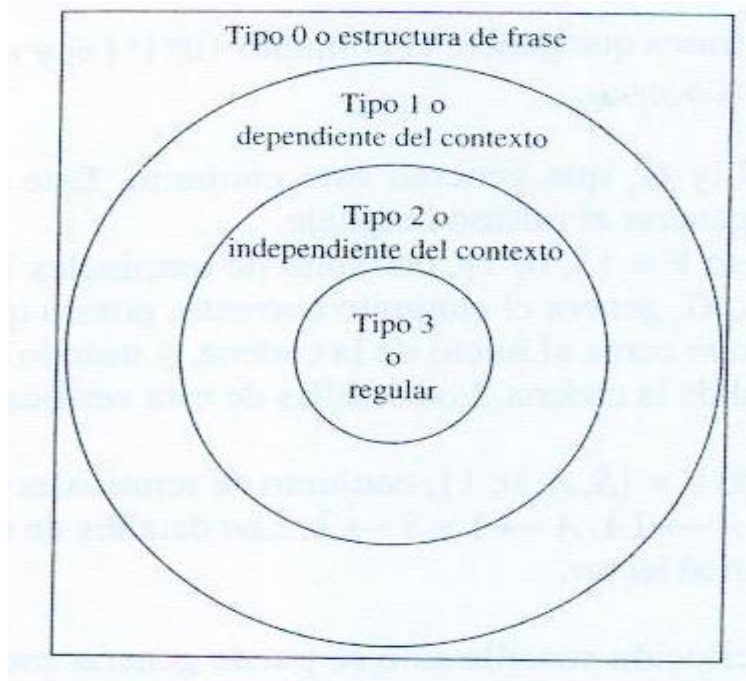 Tipo 0 o estructura de frase
Tipo 1 o
dependiente del contexto
Tipo 2 o
independiente del contexto
Tipo 3
o
regular